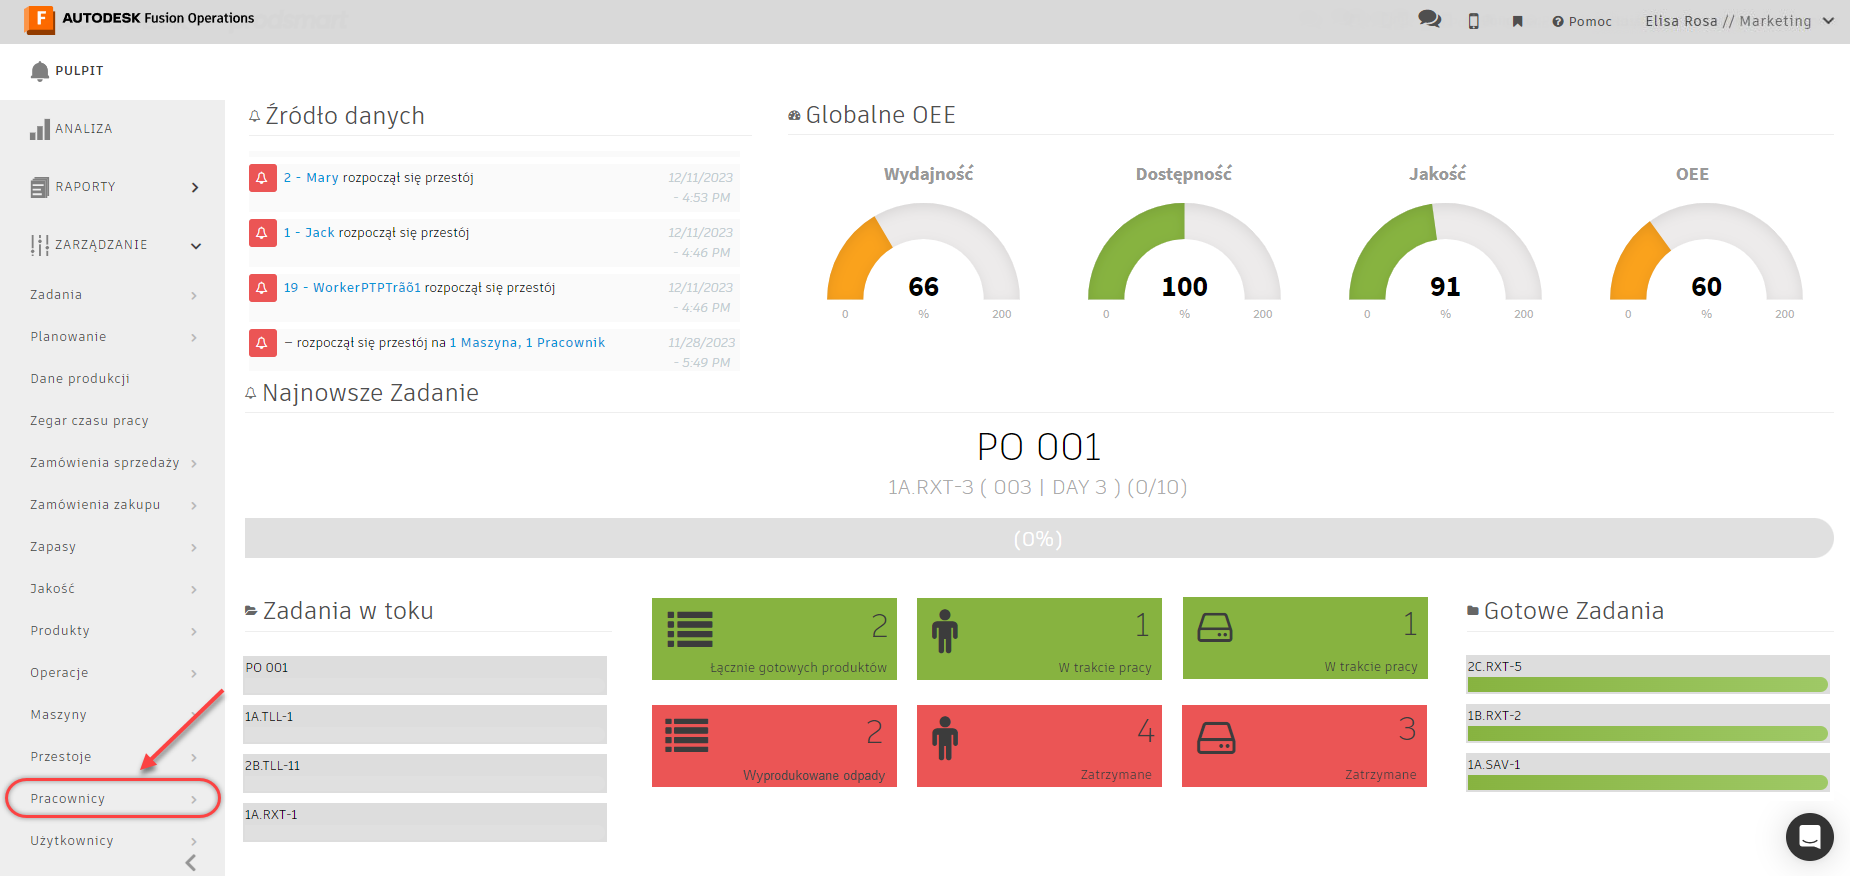 F AUTODESK Fusion Operations
Pomoc
Elisa Rosa // Marketing
PULPIT
ANALIZA
RAPORTY
ZARZĄDZANIE
Zadania
Planowanie
Dane produkcji
Zegar czasu pracy
Zamówienia sprzedaży
Zamówienia zakupu
Zapasy
Jakość
Produkty
Operacje
Maszyny
Przestoje
Pracownicy
Użytkownicy
Źródło danych
2 - Mary rozpoczął się przestój
12/11/2023
- 4:53 PM
1 - Jack rozpoczął się przestój
12/11/2023
- 4:46 PM
19 - WorkerPTPTrãõ1 rozpoczął się przestój
12/11/2023
- 4:46 PM
– rozpoczął się przestój na 1 Maszyna, 1 Pracownik
11/28/2023
- 5:49 PM
Globalne OEE
Wydajność
66
0 % 200
Dostępność
100
0 % 200
Jakość
91
0 % 200
OEE
60
0 % 200
Najnowsze Zadanie
PO 001
1A.RXT-3 ( 003 | DAY 3 ) (0/10)
(0%)
Zadania w toku
PO 001
1A.TLL-1
2B.TLL-11
1A.RXT-1
2
Łącznie gotowych produktów
1
W trakcie pracy
1
W trakcie pracy
2
Wyprodukowane odpady
4
Zatrzymane
3
Zatrzymane
Gotowe Zadania
2C.RXT-5
1B.RXT-2
1A.SAV-1